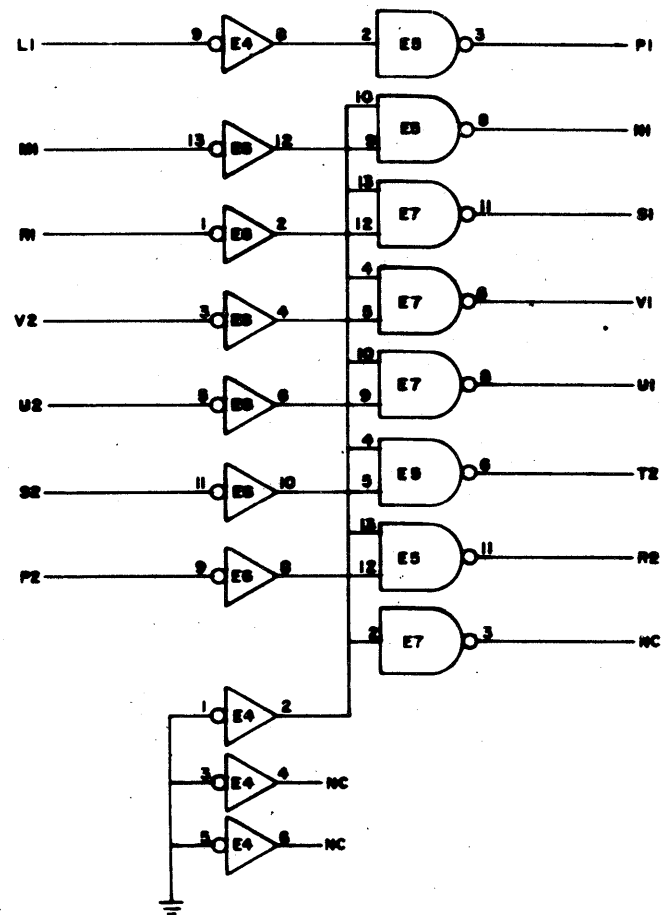 L1 9 E4 8 2 E5 3 P1
10
M1 13 E6 12 9 E5 8 N1
13
R1 1 E6 2 12 E7 11 S1
4
V2 3 E6 4 5 E7 6 V1
10
U2 5 E6 6 9 E7 8 U1
4
S2 11 E6 10 5 E5 6 T2
13
P2 9 E6 8 12 E5 11 R2
2 E7 3 NC
1 E4 2
3 E4 4 NC
5 E4 6 NC